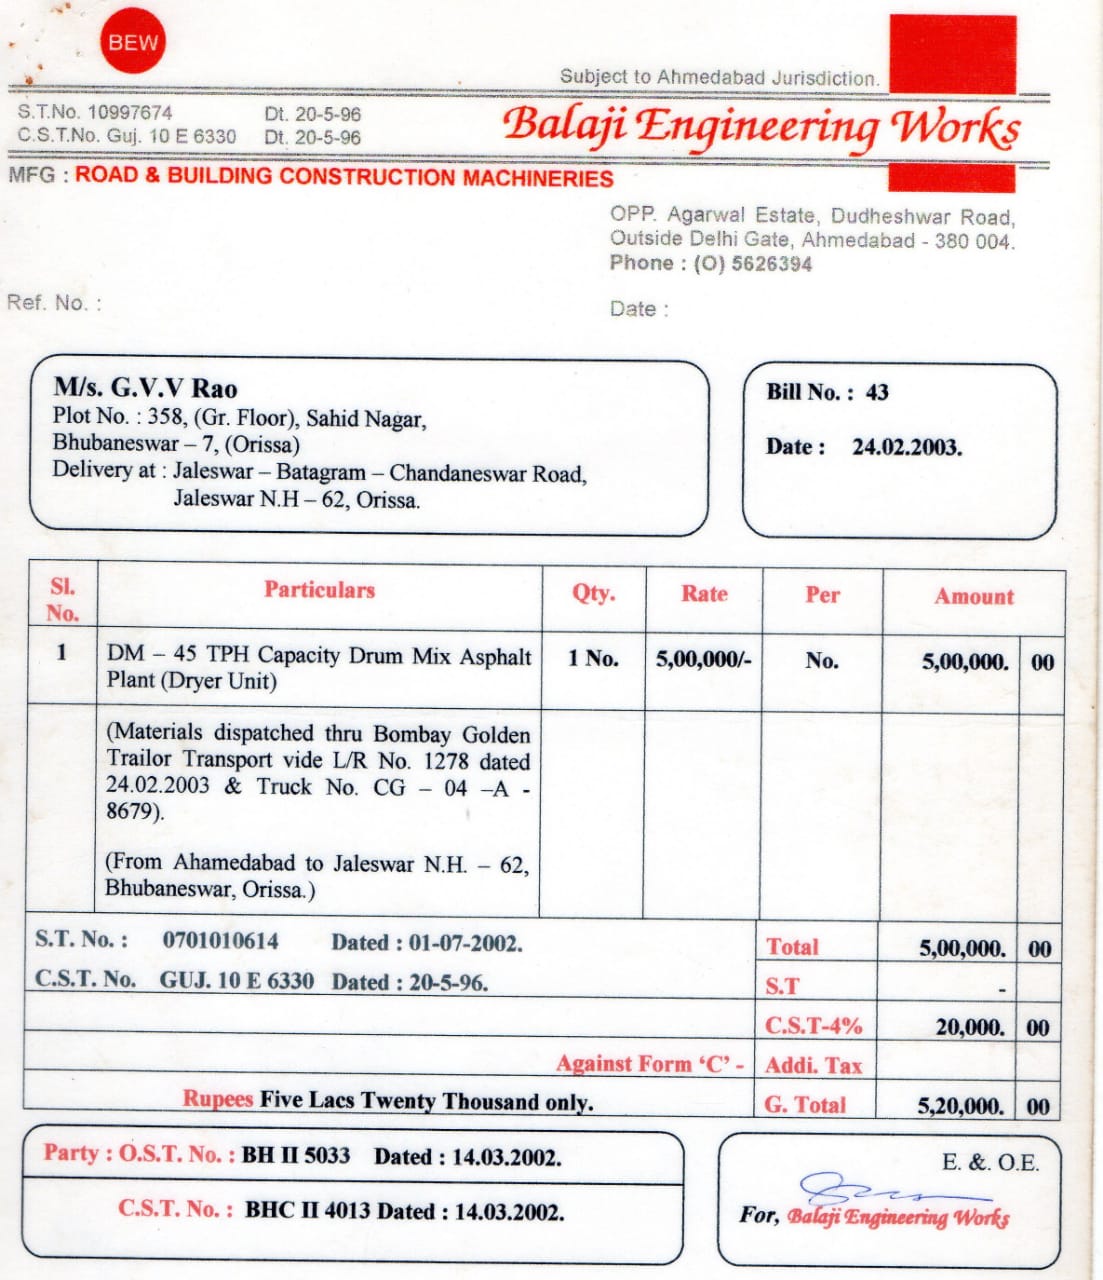 BEW
Subject to Ahmedabad Jurisdiction.
S.T.No. 10997674 Dt. 20-5-96
C.S.T.No. Guj. 10 E 6330 Dt. 20-5-96
Balaji Engineering Works
MFG : ROAD & BUILDING CONSTRUCTION MACHINERIES
OPP. Agarwal Estate, Dudheshwar Road,
Outside Delhi Gate, Ahmedabad - 380 004.
Phone : (O) 5626394
Ref. No. :
Date :
M/s. G.V.V Rao
Plot No. : 358, (Gr. Floor), Sahid Nagar,
Bhubaneswar – 7, (Orissa)
Delivery at : Jaleswar – Batagram – Chandaneswar Road,
Jaleswar N.H – 62, Orissa.
Bill No. : 43
Date : 24.02.2003.
Sl. No. Particulars Qty. Rate Per Amount
1 DM – 45 TPH Capacity Drum Mix Asphalt 1 No. 5,00,000/- No. 5,00,000. 00
Plant (Dryer Unit)
(Materials dispatched thru Bombay Golden
Trailor Transport vide L/R No. 1278 dated
24.02.2003 & Truck No. CG – 04 –A -
8679).
(From Ahamedabad to Jaleswar N.H. – 62,
Bhubaneswar, Orissa.)
S.T. No. : 0701010614 Dated : 01-07-2002.
Total 5,00,000. 00
C.S.T. No. GUJ. 10 E 6330 Dated : 20-5-96.
S.T -
C.S.T-4% 20,000. 00
Against Form ‘C’ - Addi. Tax
Rupees Five Lacs Twenty Thousand only. G. Total 5,20,000. 00
Party : O.S.T. No. : BH II 5033 Dated : 14.03.2002.
C.S.T. No. : BHC II 4013 Dated : 14.03.2002.
E. &. O.E.
For, Balaji Engineering Works